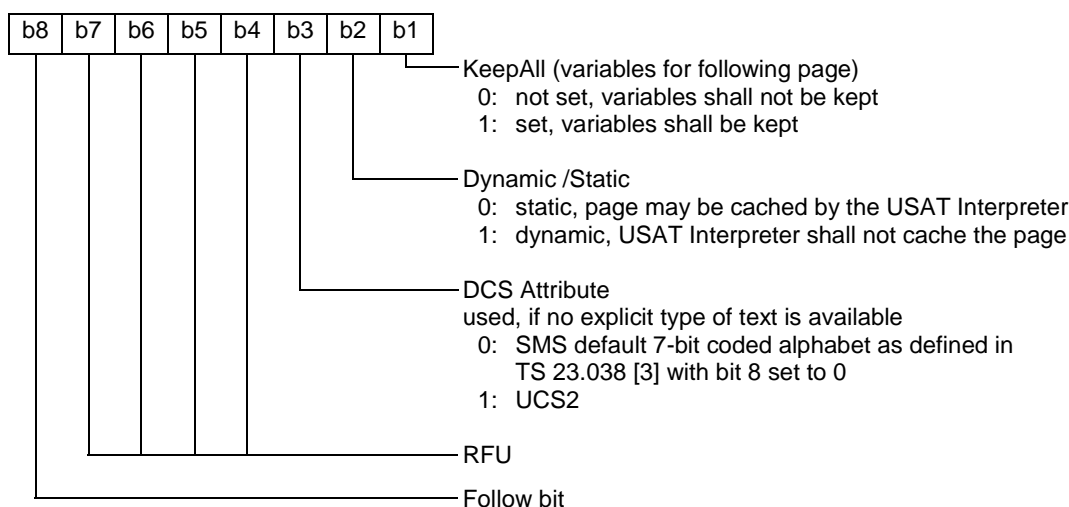 b8 b7 b6 b5 b4 b3 b2 b1
KeepAll (variables for following page)
0: not set, variables shall not be kept
1: set, variables shall be kept
Dynamic /Static
0: static, page may be cached by the USAT Interpreter
1: dynamic, USAT Interpreter shall not cache the page
DCS Attribute
used, if no explicit type of text is available
0: SMS default 7-bit coded alphabet as defined in
TS 23.038 [3] with bit 8 set to 0
1: UCS2
RFU
Follow bit